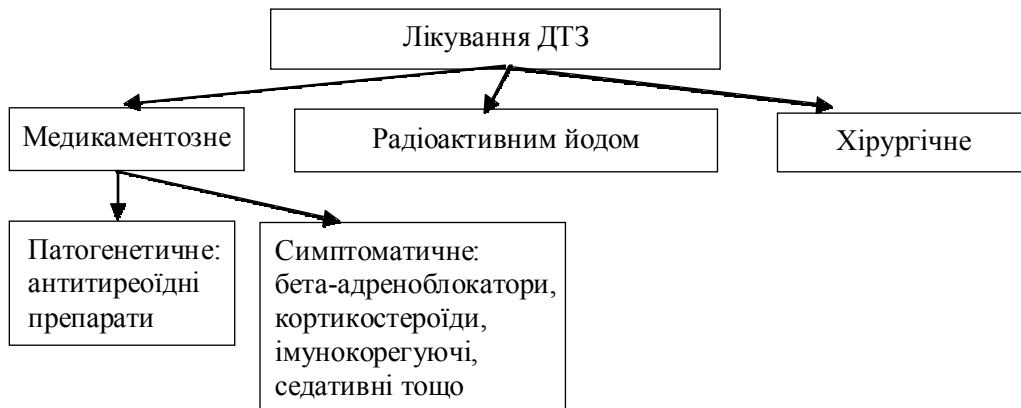 Лікування ДТЗ
Медикаментозне
Радіоактивним йодом
Хірургічне
Патогенетичне:
антитиреоїдні
препарати
Симптоматичне:
бета-адреноблокатори,
кортикостероїди,
імунокорегуючі,
седативні тощо